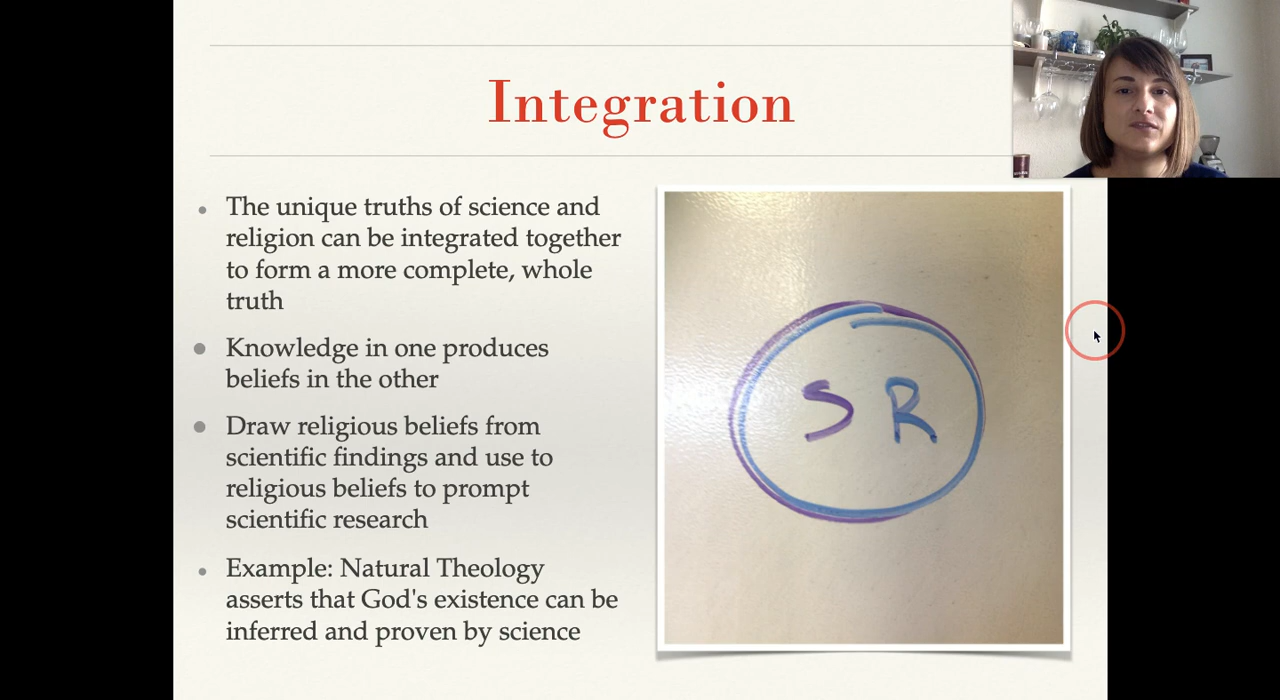 Integration
The unique truths of science and
religion can be integrated together
to form a more complete, whole
truth
Knowledge in one produces
beliefs in the other
Draw religious beliefs from
scientific findings and use to
religious beliefs to prompt
scientific research
Example: Natural Theology
asserts that God's existence can be
inferred and proven by science
S R